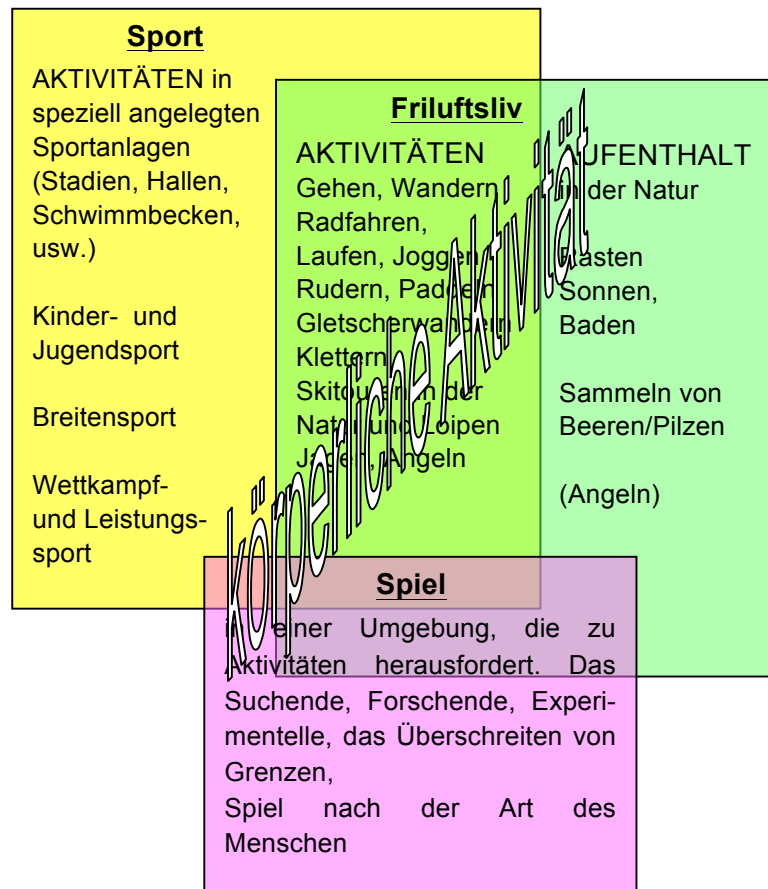 Sport
AKTIVITÄTEN in
speziell angelegten
Sportanlagen
(Stadien, Hallen,
Schwimmbecken,
usw.)
Kinder- und
Jugendsport
Breitensport
Wettkampf-
und Leistungs-
sport
Friluftsliv
AKTIVITÄTEN
Gehen, Wandern
Radfahren,
Laufen, Joggen
Rudern, Paddeln
Gletscherwandern
Klettern
Skitouren in der
Natur und Loipen
Jagen, Angeln
AUFENTHALT
in der Natur
Rasten
Sonnen,
Baden
Sammeln von
Beeren/Pilzen
(Angeln)
körperliche Aktivität
Spiel
in einer Umgebung, die zu
Aktivitäten herausfordert. Das
Suchende, Forschende, Experi-
mentelle, das Überschreiten von
Grenzen,
Spiel nach der Art des
Menschen